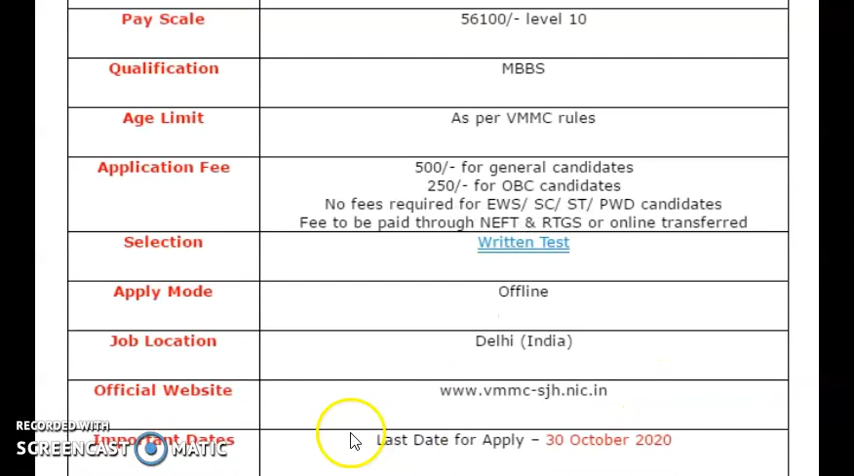 Pay Scale 56100/- level 10
Qualification MBBS
Age Limit As per VMMC rules
Application Fee 500/- for general candidates
250/- for OBC candidates
No fees required for EWS/ SC/ ST/ PWD candidates
Fee to be paid through NEFT & RTGS or online transferred
Selection Written Test
Apply Mode Offline
Job Location Delhi (India)
Official Website www.vmmc-sjh.nic.in
Important Dates Last Date for Apply – 30 October 2020
RECORDED WITH
SCREENCAST MATIC